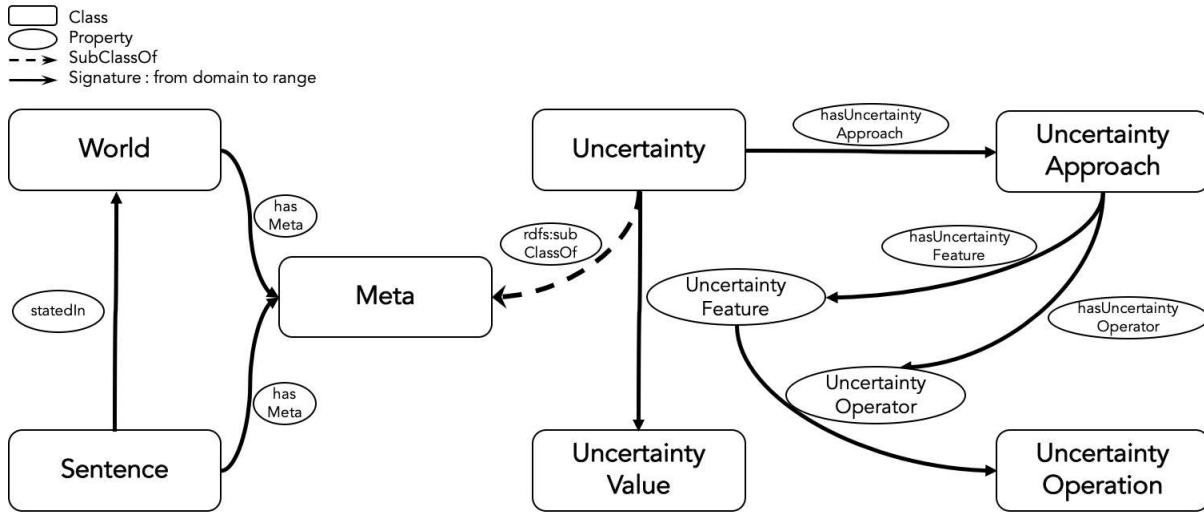 Class
Property
SubClassOf
Signature : from domain to range
World
Uncertainty
hasUncertainty
Approach
Uncertainty
Approach
has
Meta
rdfs:sub
ClassOf
hasUncertainty
Feature
Meta
Uncertainty
Feature
statedIn
hasUncertainty
Operator
has
Meta
Uncertainty
Operator
Sentence
Uncertainty
Value
Uncertainty
Operation